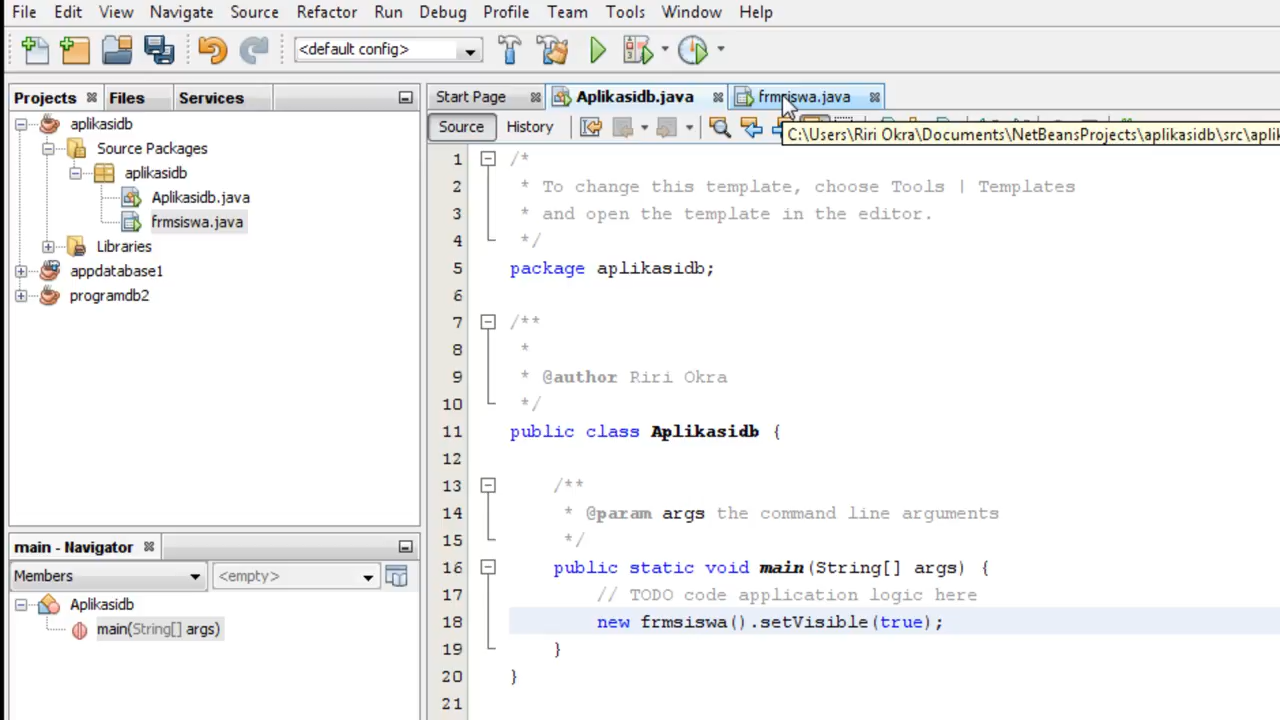 File Edit View Navigate Source Refactor Run Debug Profile Team Tools Window Help
<default config>
Projects Files Services
Start Page Aplikasidb.java frmsiswa.java
Source History
C:\Users\Riri Okra\Documents\NetBeansProjects\aplikasidb\src\aplik
aplikasidb
Source Packages
aplikasidb
Aplikasidb.java
frmsiswa.java
Libraries
appdatabase1
programdb2
main - Navigator
Members <empty>
Aplikasidb
main(String[] args)
1 /*
2 * To change this template, choose Tools | Templates
3 * and open the template in the editor.
4 */
5 package aplikasidb;
6
7 /**
8 *
9 * @author Riri Okra
10 */
11 public class Aplikasidb {
12
13 /**
14 * @param args the command line arguments
15 */
16 public static void main(String[] args) {
17 // TODO code application logic here
18 new frmsiswa().setVisible(true);
19 }
20 }
21